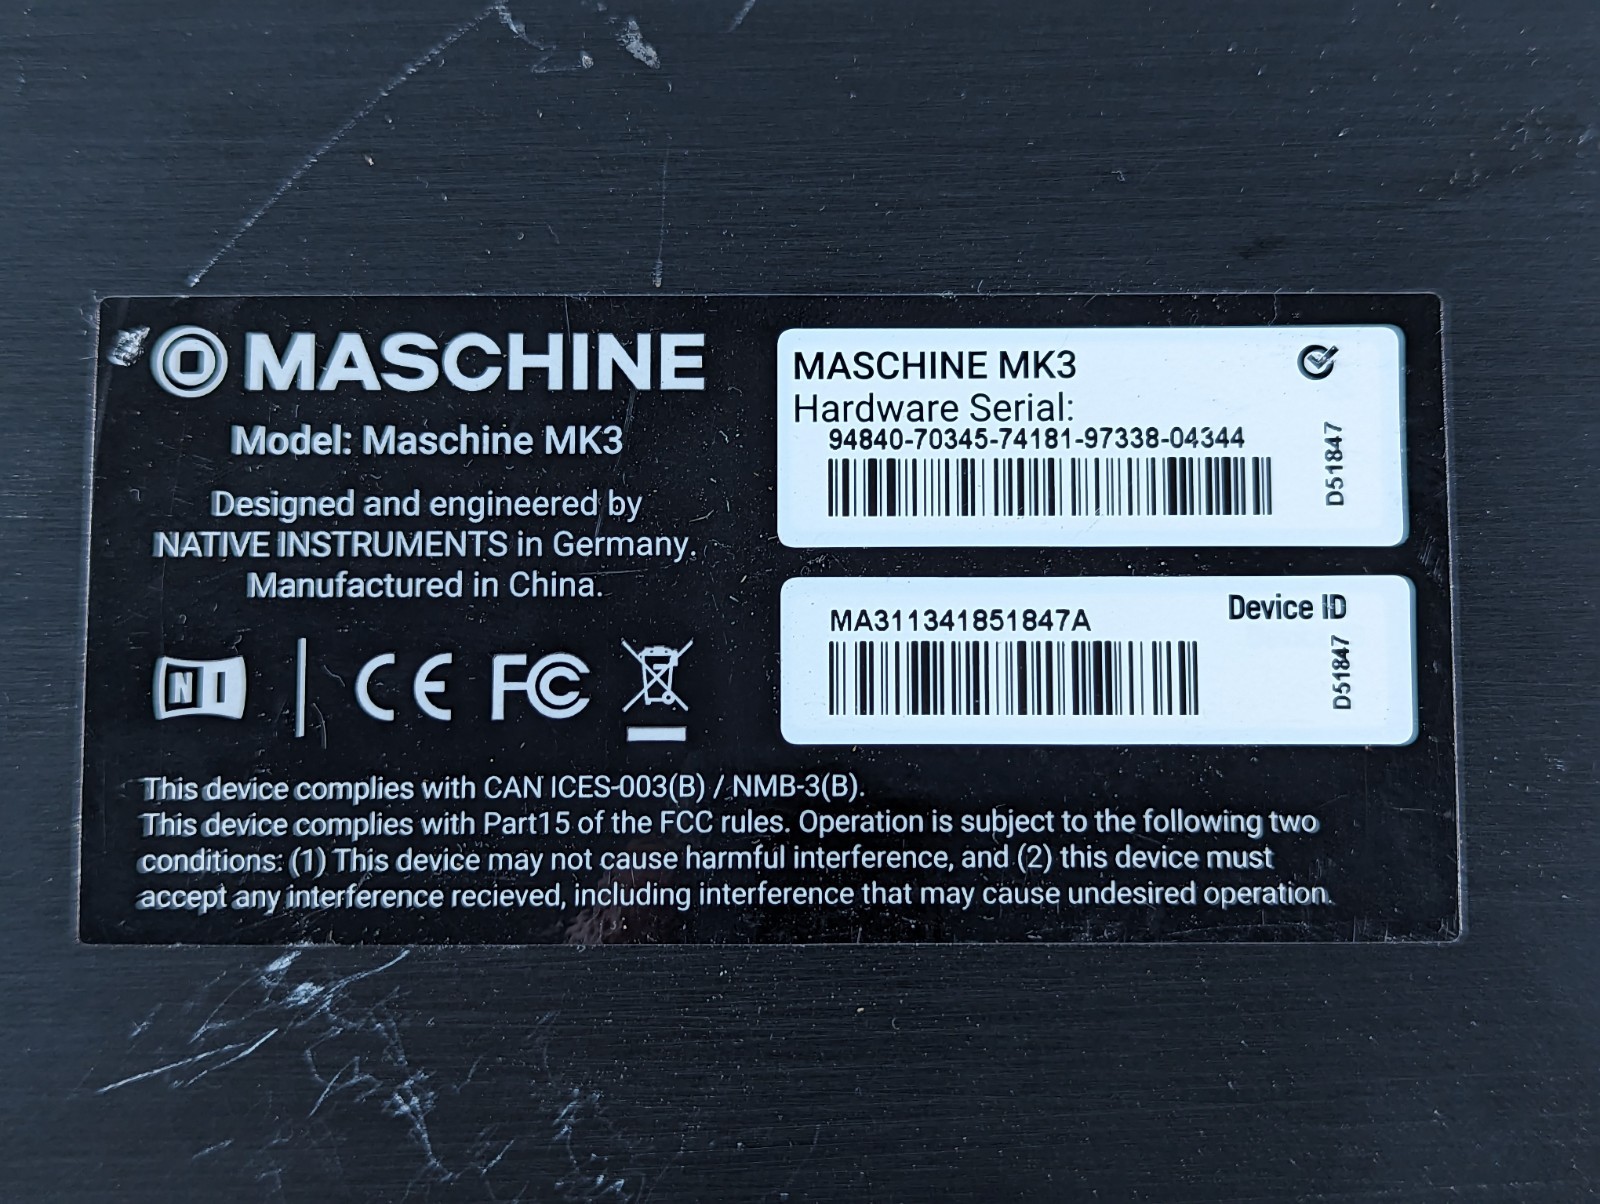 MASCHINE
Model: Maschine MK3
Designed and engineered by
NATIVE INSTRUMENTS in Germany.
Manufactured in China.
NI
CE FC
MASCHINE MK3
Hardware Serial:
94840-70345-74181-97338-04344
D51847
Device ID
MA311341851847A
D51847
This device complies with CAN ICES-003(B) / NMB-3(B).
This device complies with Part15 of the FCC rules. Operation is subject to the following two
conditions: (1) This device may not cause harmful interference, and (2) this device must
accept any interference recieved, including interference that may cause undesired operation.